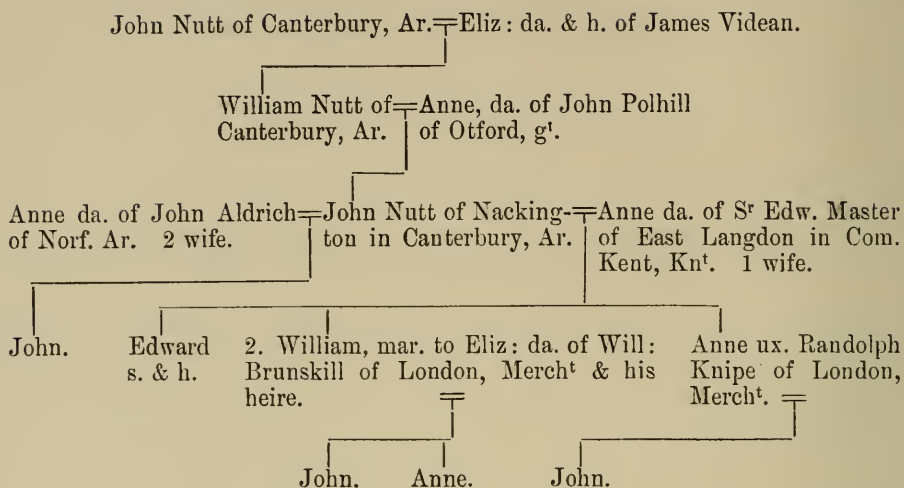 John Nutt of Canterbury, Ar.=Eliz: da. & h. of James Videan.
William Nutt of=Anne, da. of John Polhill
Canterbury, Ar. of Otford, gt.
Anne da. of John Aldrich=John Nutt of Nacking-=Anne da. of Sr Edw. Master
of Norf. Ar. 2 wife. ton in Canterbury, Ar. of East Langdon in Com.
Kent, Knt. 1 wife.
John. Edward 2. William, mar. to Eliz: da. of Will: Anne ux. Randolph
s. & h. Brunskill of London, Mercht & his Knipe of London,
heire. Mercht.
John. Anne. John.